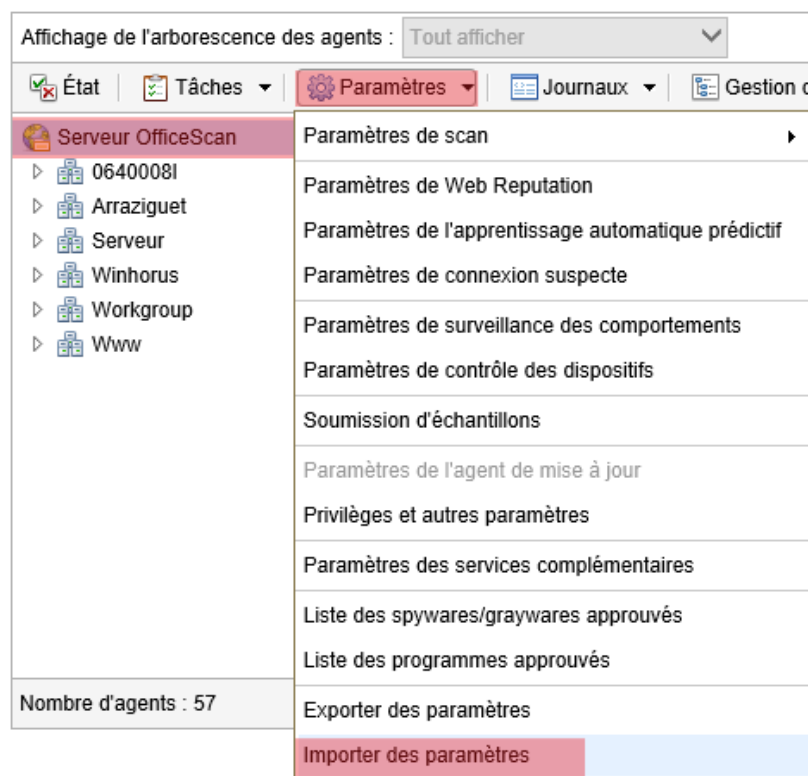 Affichage de l'arborescence des agents : Tout afficher
État Tâches Paramètres Journaux Gestion
Serveur OfficeScan
0640008I
Arraziguet
Serveur
Winhorus
Workgroup
Www
Nombre d'agents : 57
Paramètres de scan
Paramètres de Web Reputation
Paramètres de l'apprentissage automatique prédictif
Paramètres de connexion suspecte
Paramètres de surveillance des comportements
Paramètres de contrôle des dispositifs
Soumission d'échantillons
Paramètres de l'agent de mise à jour
Privilèges et autres paramètres
Paramètres des services complémentaires
Liste des spywares/graywares approuvés
Liste des programmes approuvés
Exporter des paramètres
Importer des paramètres